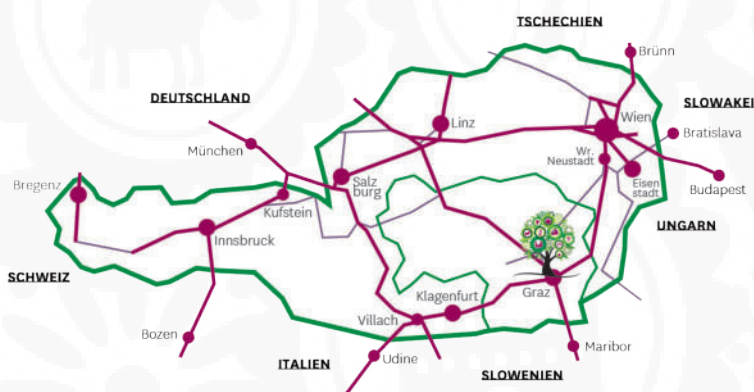 TSCHECHIEN
Brünn
DEUTSCHLAND
SLOWAKEI
Linz
Wien
Bratislava
München
Wr.
Neustadt
Bregenz
Salz
burg
Eisen
stadt
Budapest
Kufstein
UNGARN
Innsbruck
SCHWEIZ
Graz
Klagenfurt
Villach
Bozen
Maribor
Udine
ITALIEN
SLOWENIEN